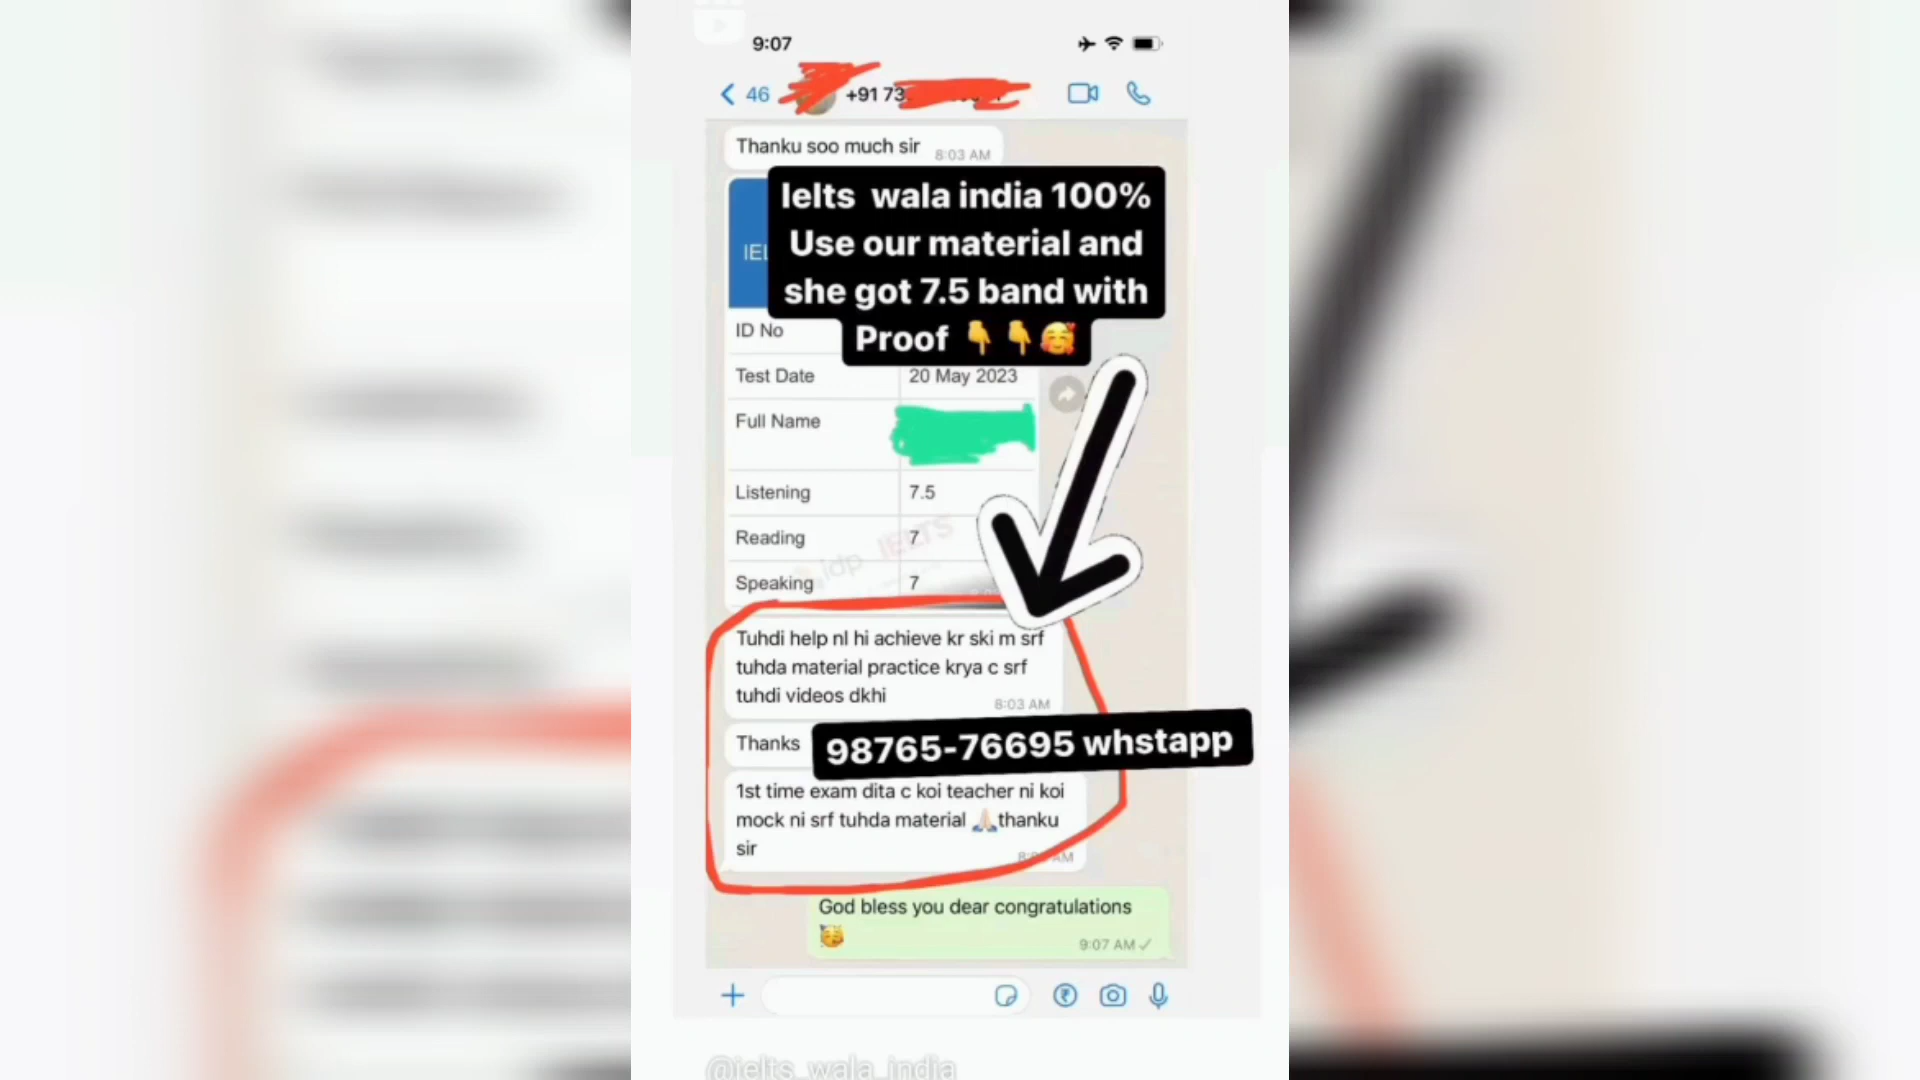 9:07
46
+91 73
Thanku soo much sir
8:03 AM
Ielts wala india 100%
Use our material and
she got 7.5 band with
Proof 👇👇🥰
ID No
Test Date 20 May 2023
Full Name
Listening 7.5
Reading 7
Speaking 7
idp IELTS
Tuhdi help nl hi achieve kr ski m srf
tuhda material practice krya c srf
tuhdi videos dkhi
8:03 AM
Thanks
98765-76695 whstapp
1st time exam dita c koi teacher ni koi
mock ni srf tuhda material 🙏🏻thanku
sir
God bless you dear congratulations
🥳
9:07 AM
@ielts_wala_india